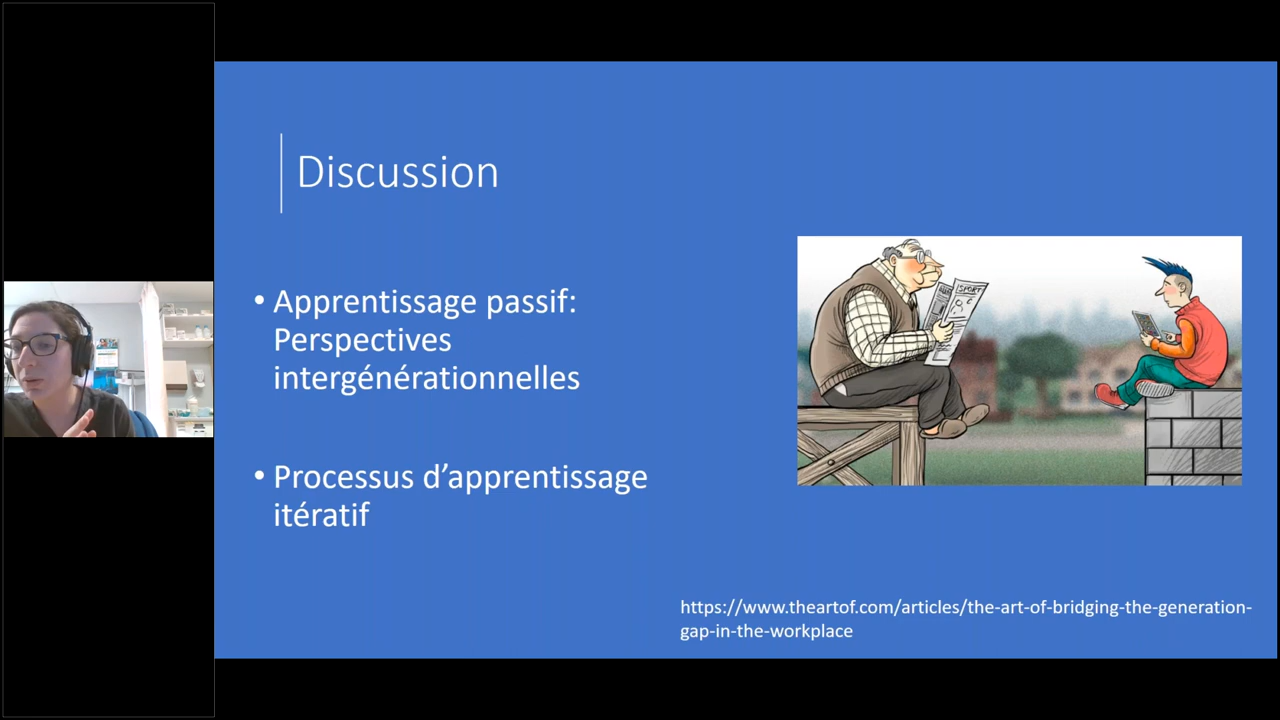 Discussion
• Apprentissage passif:
Perspectives
intergénérationnelles
• Processus d’apprentissage
itératif
SPORT
https://www.theartof.com/articles/the-art-of-bridging-the-generation-
gap-in-the-workplace